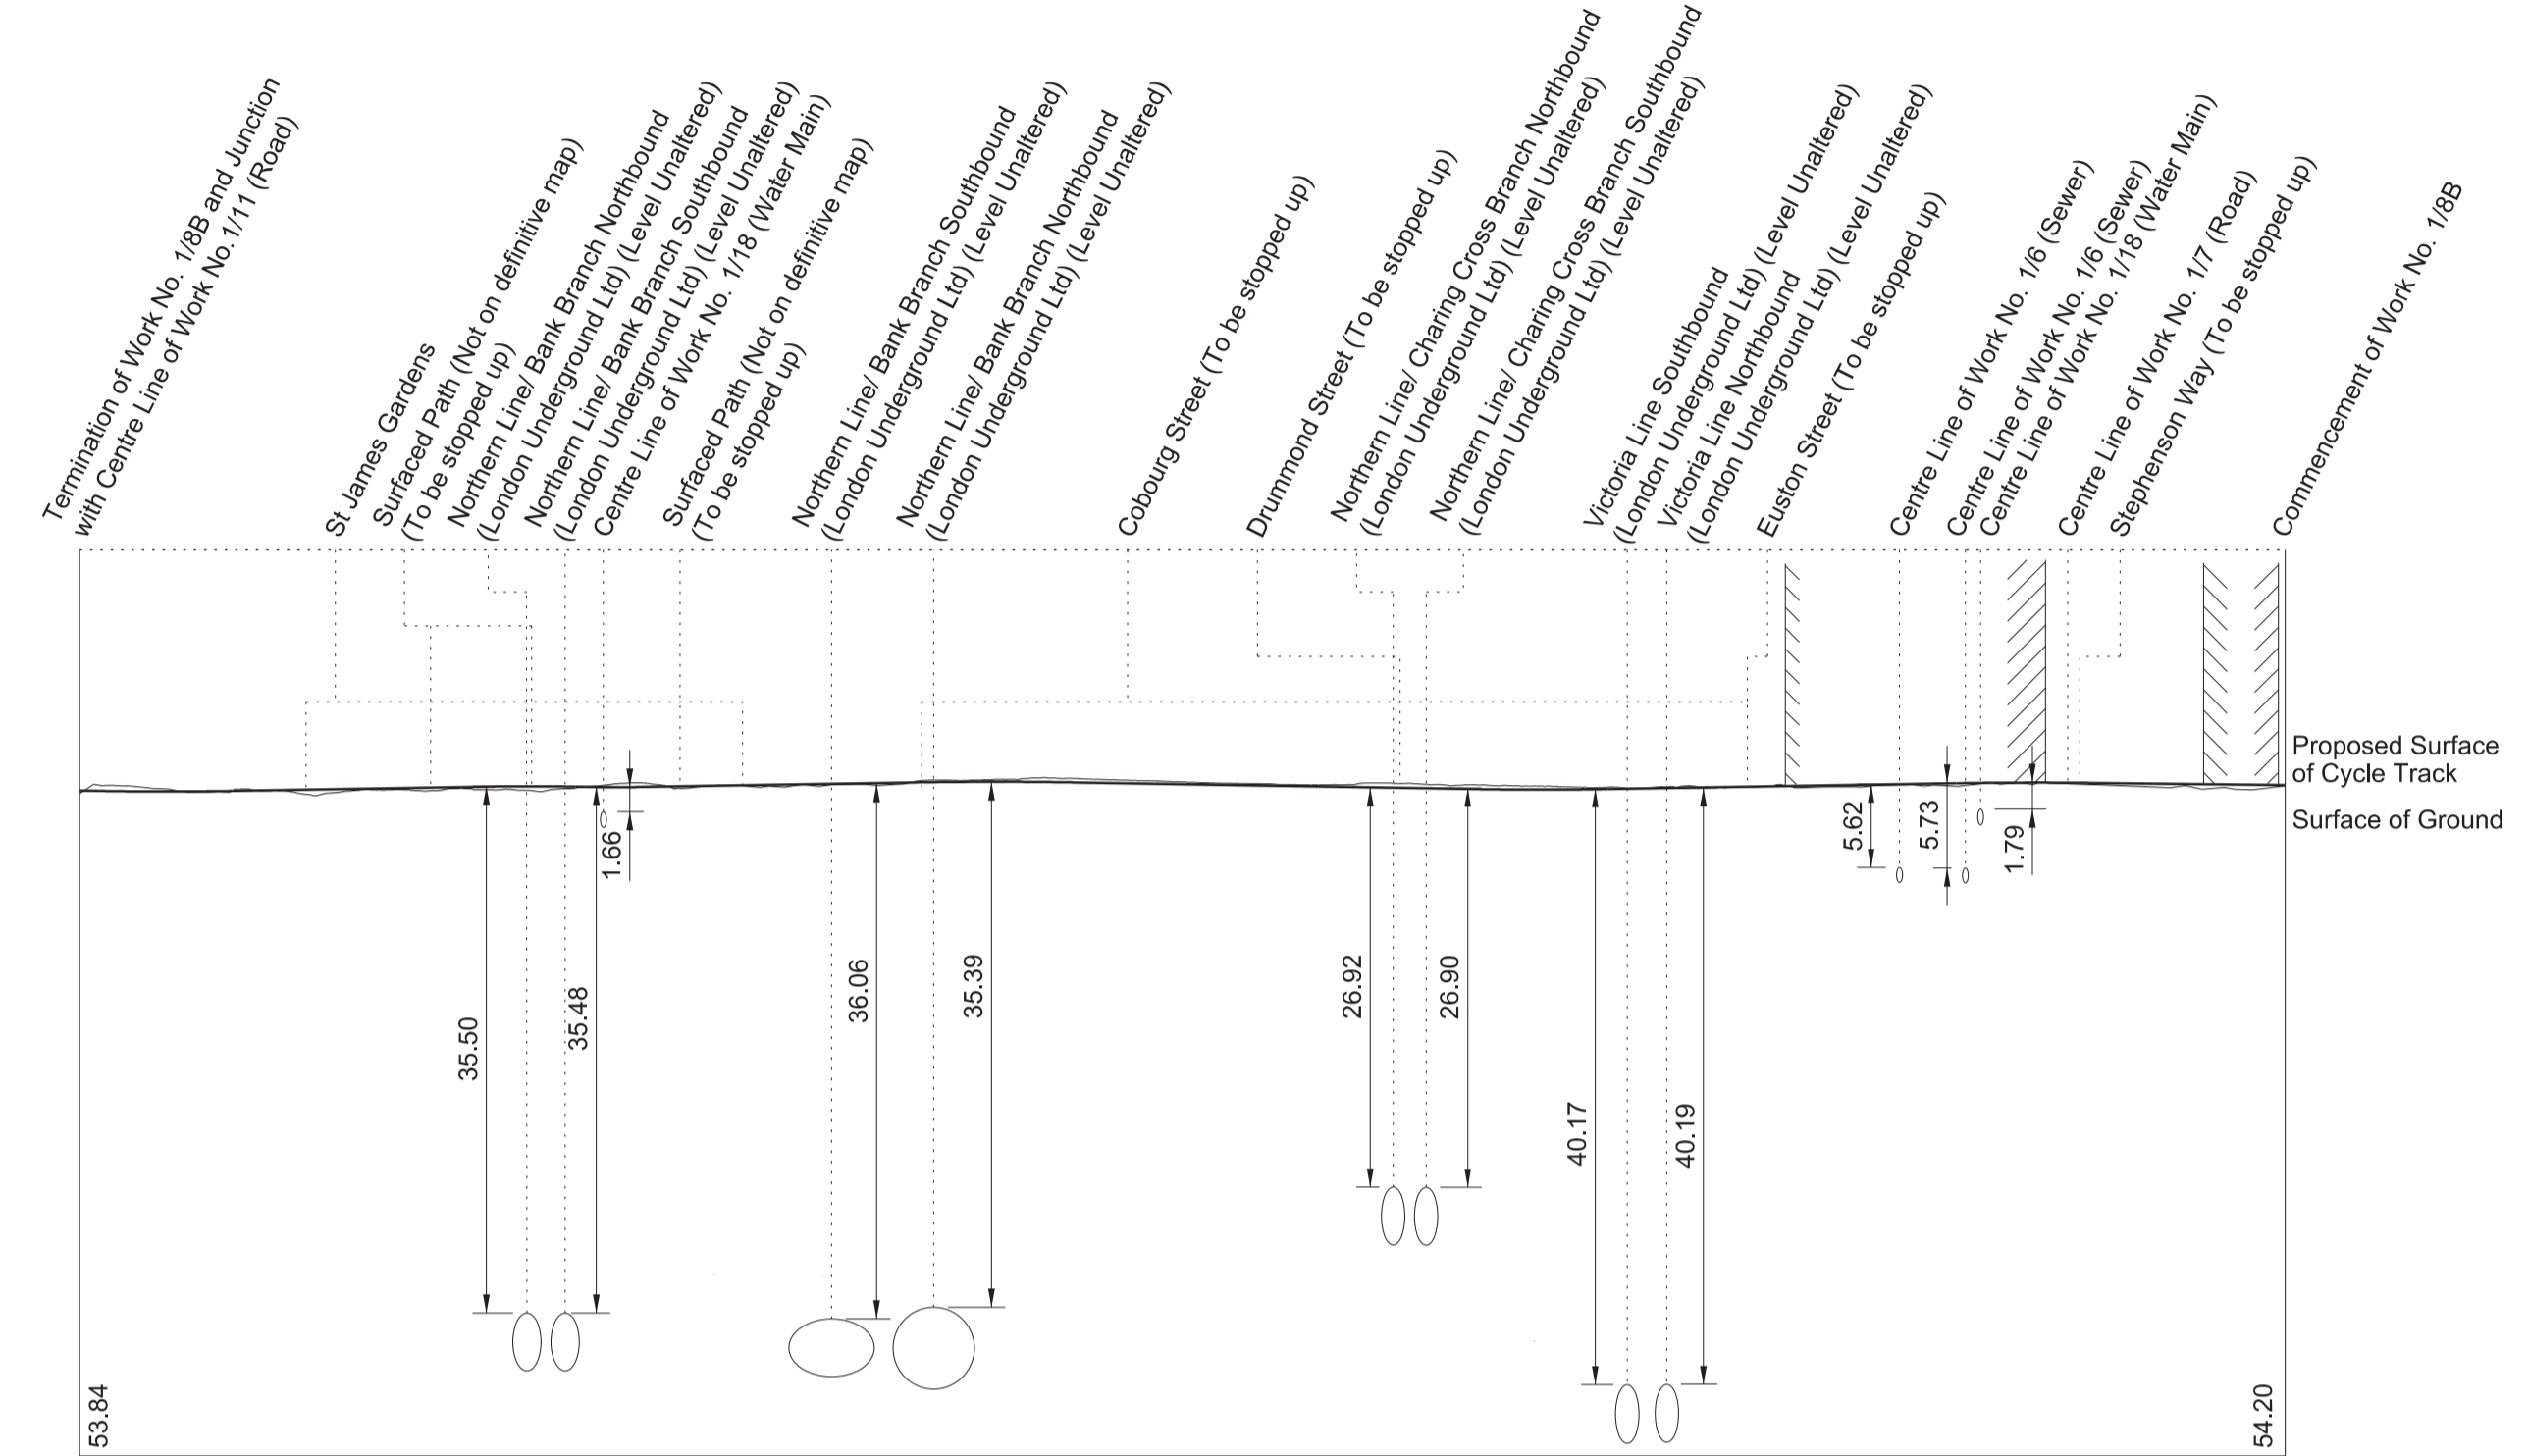 Termination of Work No. 1/8B and Junction
with Centre Line of Work No. 1/11 (Road)
St James Gardens
Surfaced Path (Not on definitive map)
(To be stopped up)
Northern Line/ Bank Branch Northbound
(London Underground Ltd) (Level Unaltered)
Northern Line/ Bank Branch Southbound
(London Underground Ltd) (Level Unaltered)
Centre Line of Work No. 1/18 (Water Main)
Surfaced Path (Not on definitive map)
(To be stopped up)
Northern Line/ Bank Branch Southbound
(London Underground Ltd) (Level Unaltered)
Northern Line/ Bank Branch Northbound
(London Underground Ltd) (Level Unaltered)
Cobourg Street (To be stopped up)
Drummond Street (To be stopped up)
Northern Line/ Charing Cross Branch Northbound
(London Underground Ltd) (Level Unaltered)
Northern Line/ Charing Cross Branch Southbound
(London Underground Ltd) (Level Unaltered)
Victoria Line Southbound
(London Underground Ltd) (Level Unaltered)
Victoria Line Northbound
(London Underground Ltd) (Level Unaltered)
Euston Street (To be stopped up)
Centre Line of Work No. 1/6 (Sewer)
Centre Line of Work No. 1/6 (Sewer)
Centre Line of Work No. 1/18 (Water Main)
Centre Line of Work No. 1/7 (Road)
Stephenson Way (To be stopped up)
Commencement of Work No. 1/8B
Proposed Surface
of Cycle Track
Surface of Ground
35.50
35.48
1.66
36.06
35.39
26.92
26.90
40.17
40.19
5.62
5.73
1.79
53.84
54.20